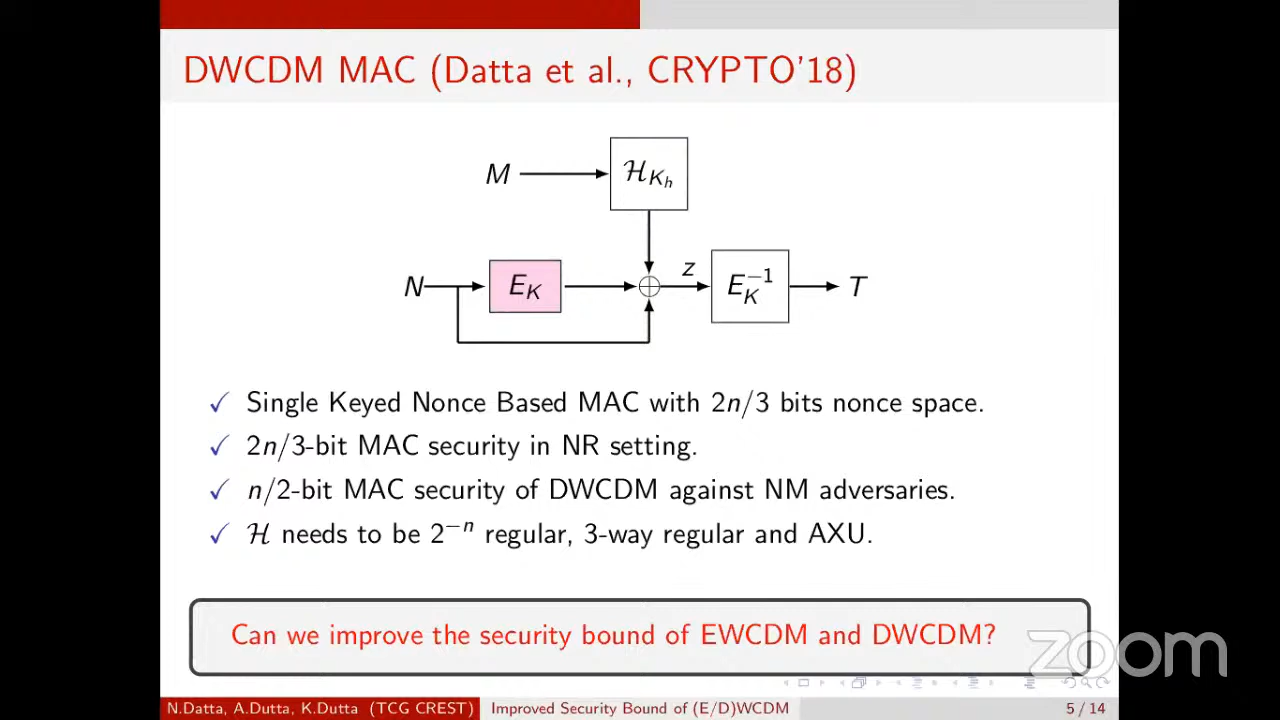 DWCDM MAC (Datta et al., CRYPTO'18)
M
$\mathcal{H}_{K_h}$
N
$E_K$
z
$E_K^{-1}$
T
✓ Single Keyed Nonce Based MAC with 2n/3 bits nonce space.
✓ 2n/3-bit MAC security in NR setting.
✓ n/2-bit MAC security of DWCDM against NM adversaries.
✓ $\mathcal{H}$ needs to be $2^{-n}$ regular, 3-way regular and AXU.
Can we improve the security bound of EWCDM and DWCDM?
zoom
N.Datta, A.Dutta, K.Dutta (TCG CREST) Improved Security Bound of (E/D)WCDM 5 / 14